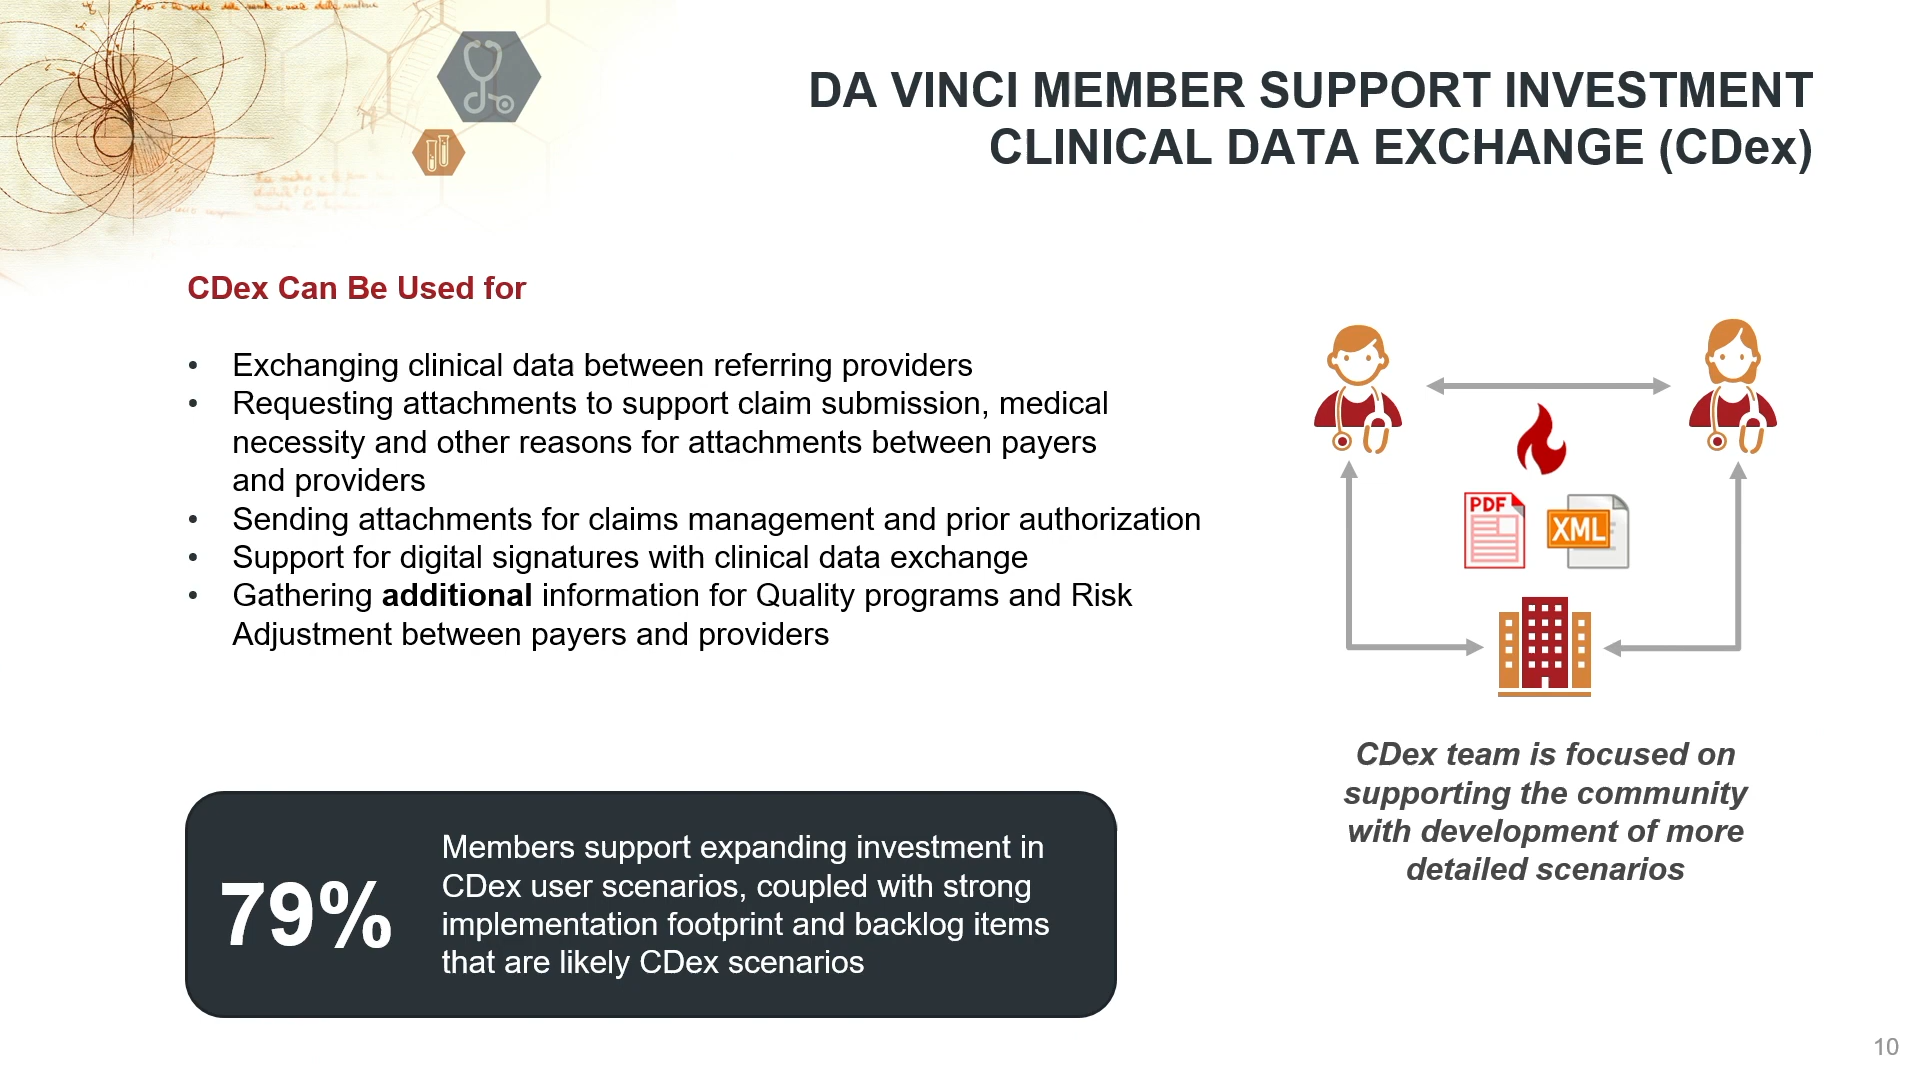 DA VINCI MEMBER SUPPORT INVESTMENT
CLINICAL DATA EXCHANGE (CDex)
CDex Can Be Used for
• Exchanging clinical data between referring providers
• Requesting attachments to support claim submission, medical
necessity and other reasons for attachments between payers
and providers
• Sending attachments for claims management and prior authorization
• Support for digital signatures with clinical data exchange
• Gathering additional information for Quality programs and Risk
Adjustment between payers and providers
PDF
XML
CDex team is focused on
supporting the community
with development of more
detailed scenarios
79%
Members support expanding investment in
CDex user scenarios, coupled with strong
implementation footprint and backlog items
that are likely CDex scenarios
10